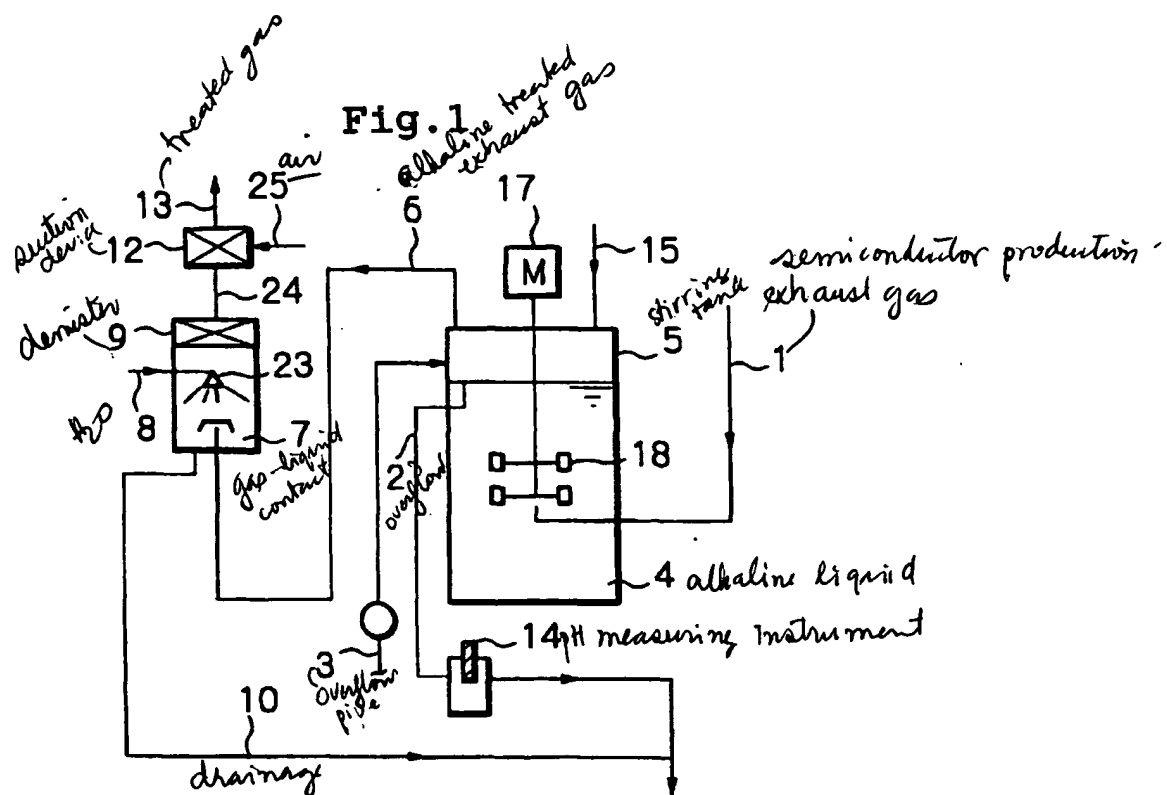 Fig.1
treated gas
alkaline treated
exhaust gas
air
13
25
6
17
suction
device
12
M
15
semiconductor production
exhaust gas
24
stirring
tank
demister
9
5
1
23
H2O
8
7
gas-liquid
contact
2
overflow
18
4 alkaline liquid
14 pH measuring instrument
3
overflow
pipe
10
drainage